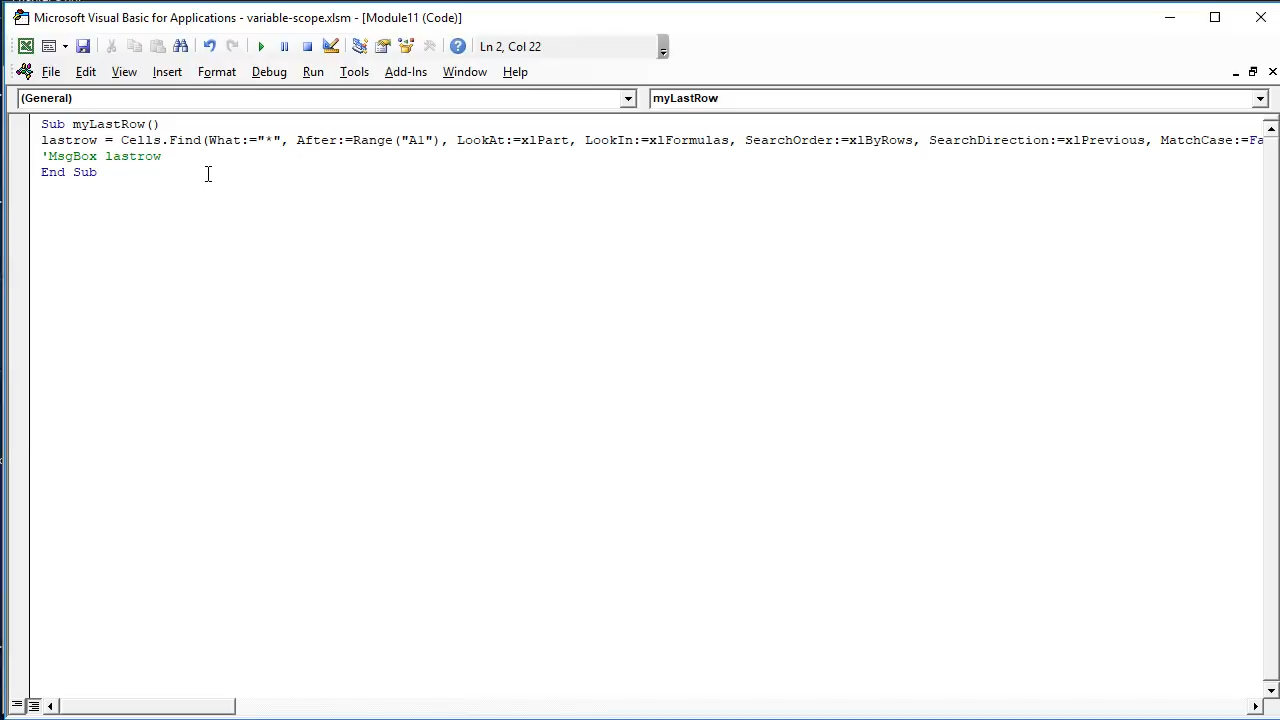 Microsoft Visual Basic for Applications - variable-scope.xlsm - [Module11 (Code)]
Ln 2, Col 22
File Edit View Insert Format Debug Run Tools Add-Ins Window Help
(General) myLastRow
Sub myLastRow()
lastrow = Cells.Find(What:="*", After:=Range("A1"), LookAt:=xlPart, LookIn:=xlFormulas, SearchOrder:=xlByRows, SearchDirection:=xlPrevious, MatchCase:=Fa
'MsgBox lastrow
End Sub